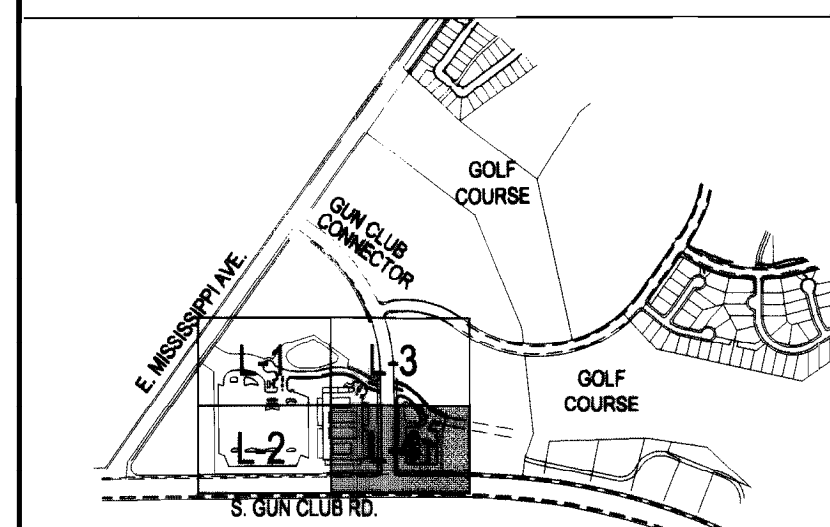 GOLF
COURSE
GUN CLUB
CONNECTOR
E. MISSISSIPPI AVE.
L-1
L-3
GOLF
COURSE
L-2
S. GUN CLUB RD.